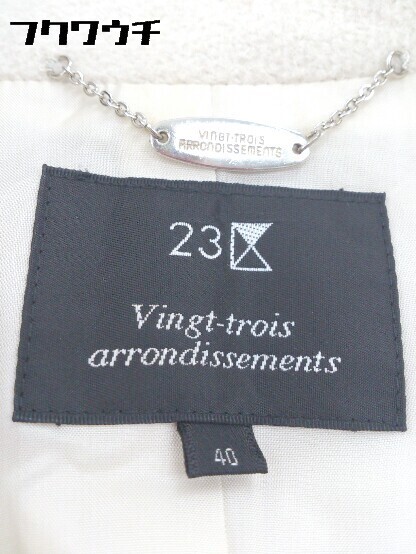 フクワウチ
VINGT-TROIS
ARRONDISSEMENTS
23
Vingt-trois
arrondissements
40